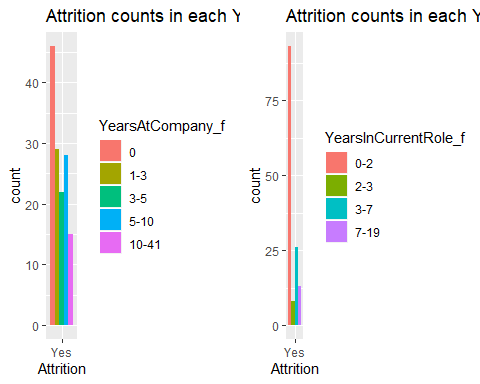 Attrition counts in each Y
count
40
30
20
10
0
Yes
Attrition
YearsAtCompany_f
0
1-3
3-5
5-10
10-41
Attrition counts in each Y
count
75
50
25
0
Yes
Attrition
YearsInCurrentRole_f
0-2
2-3
3-7
7-19